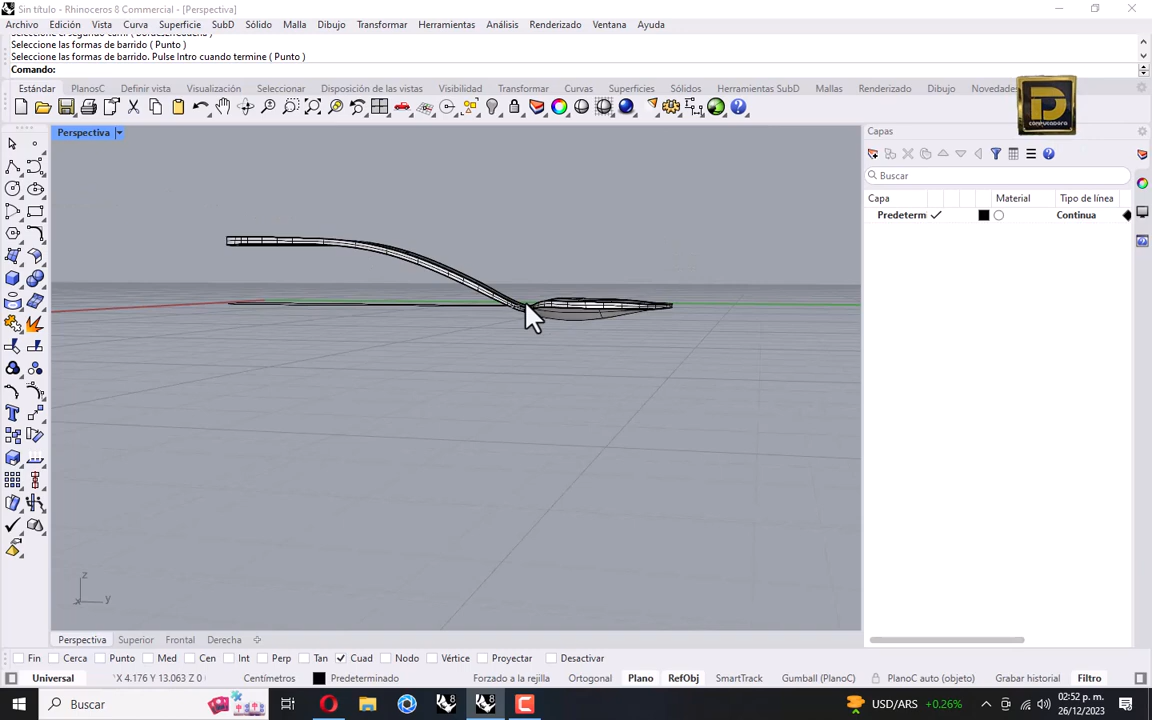 Sin título - Rhinoceros 8 Commercial - [Perspectiva]
Archivo Edición Vista Curva Superficie SubD Sólido Malla Dibujo Transformar Herramientas Análisis Renderizado Ventana Ayuda
Seleccione las formas de barrido ( Punto )
Seleccione las formas de barrido. Pulse Intro cuando termine ( Punto )
Comando:
Estándar PlanosC Definir vista Visualización Seleccionar Disposición de las vistas Visibilidad Transformar Curvas Superficies Sólidos Herramientas SubD Mallas Renderizado Dibujo Novedades
D
COMPUCADORA
Perspectiva
Capas
Buscar
Capa Material Tipo de línea
Predeterm Continua
z
x y
Perspectiva Superior Frontal Derecha
Fin Cerca Punto Med Cen Int Perp Tan Cuad Nodo Vértice Proyectar Desactivar
Universal X 4.176 Y 13.063 Z 0 Centímetros Predeterminado Forzado a la rejilla Ortogonal Plano RefObj SmartTrack Gumball (PlanoC) PlanoC auto (objeto) Grabar historial Filtro
Buscar USD/ARS +0.26% 02:52 p. m.
26/12/2023